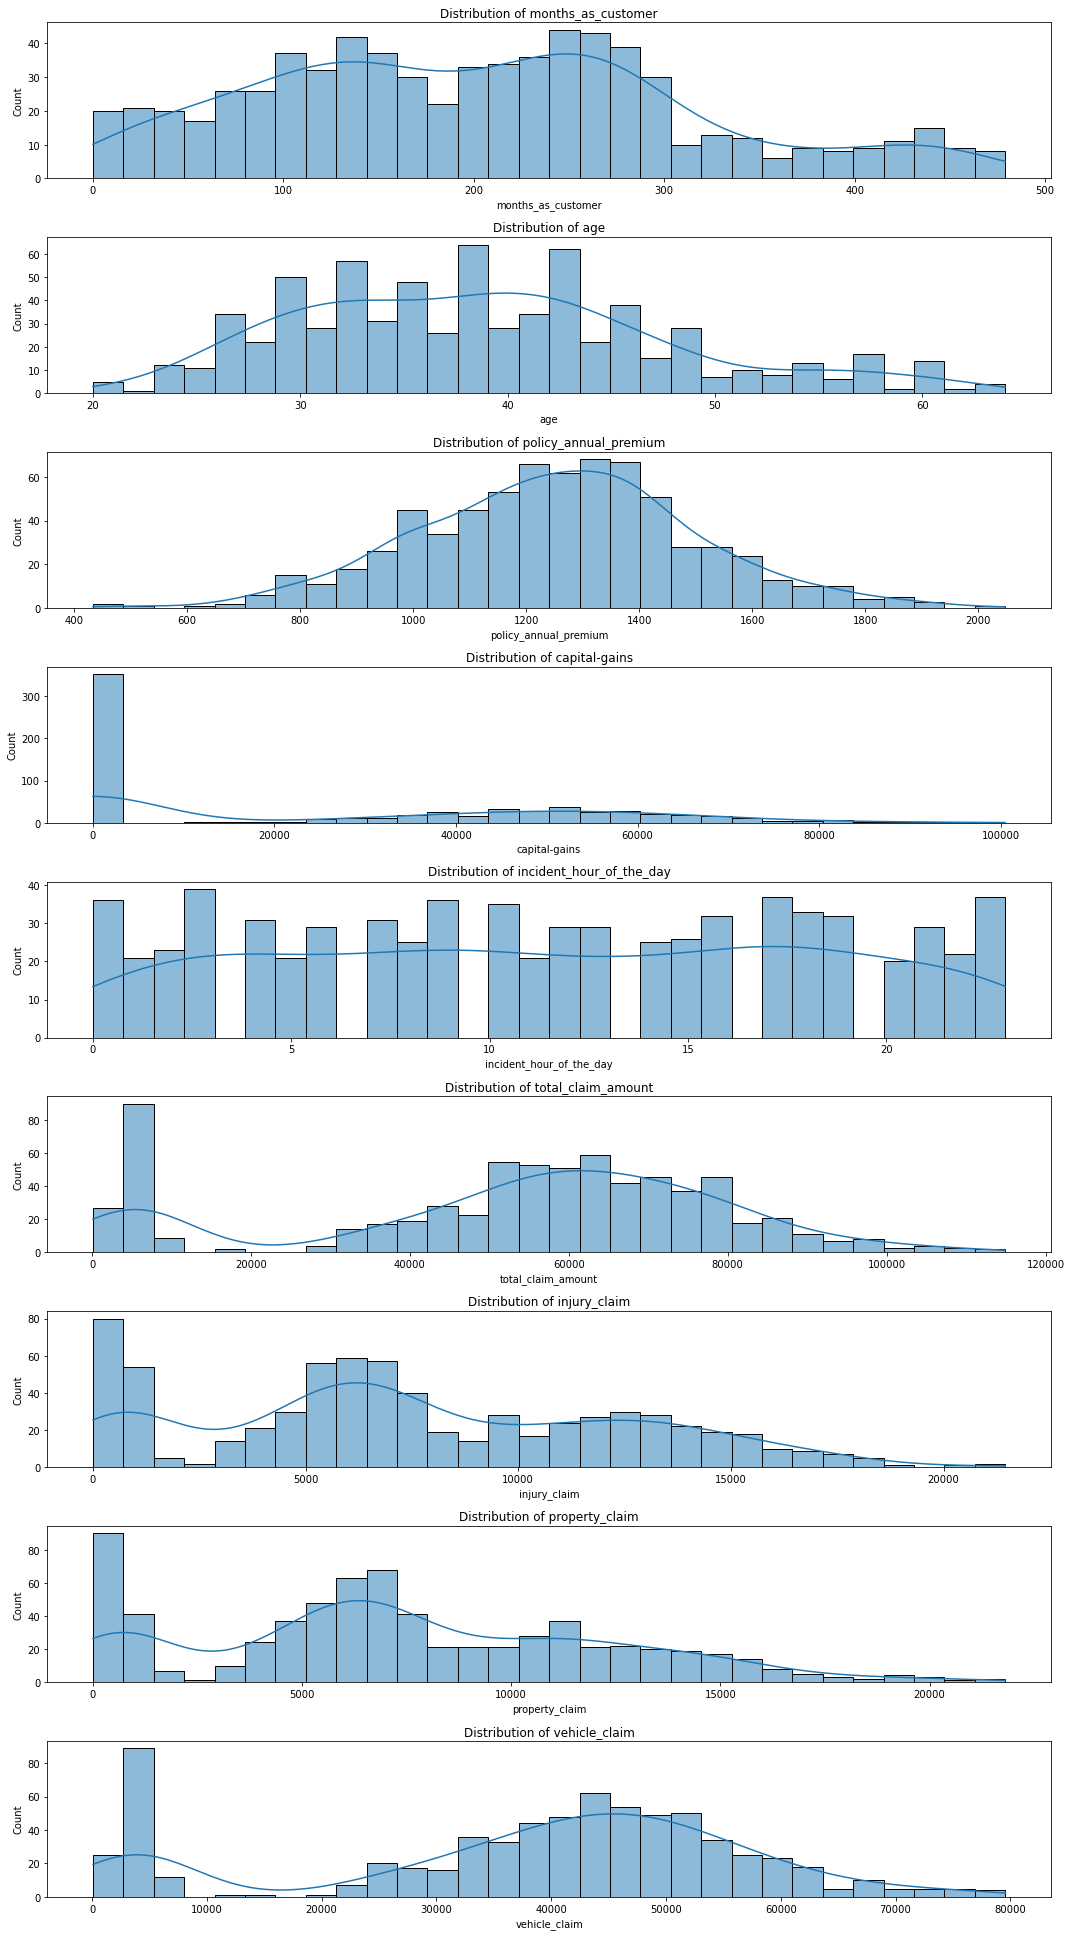 Distribution of months_as_customer
40
30
20
10
0
Count
0 100 200 300 400 500
months_as_customer
Distribution of age
60
50
40
30
20
10
0
Count
20 30 40 50 60
age
Distribution of policy_annual_premium
60
40
20
0
Count
400 600 800 1000 1200 1400 1600 1800 2000
policy_annual_premium
Distribution of capital-gains
300
200
100
0
Count
0 20000 40000 60000 80000 100000
capital-gains
Distribution of incident_hour_of_the_day
40
30
20
10
0
Count
0 5 10 15 20
incident_hour_of_the_day
Distribution of total_claim_amount
80
60
40
20
0
Count
0 20000 40000 60000 80000 100000 120000
total_claim_amount
Distribution of injury_claim
80
60
40
20
0
Count
0 5000 10000 15000 20000
injury_claim
Distribution of property_claim
80
60
40
20
0
Count
0 5000 10000 15000 20000
property_claim
Distribution of vehicle_claim
80
60
40
20
0
Count
0 10000 20000 30000 40000 50000 60000 70000 80000
vehicle_claim